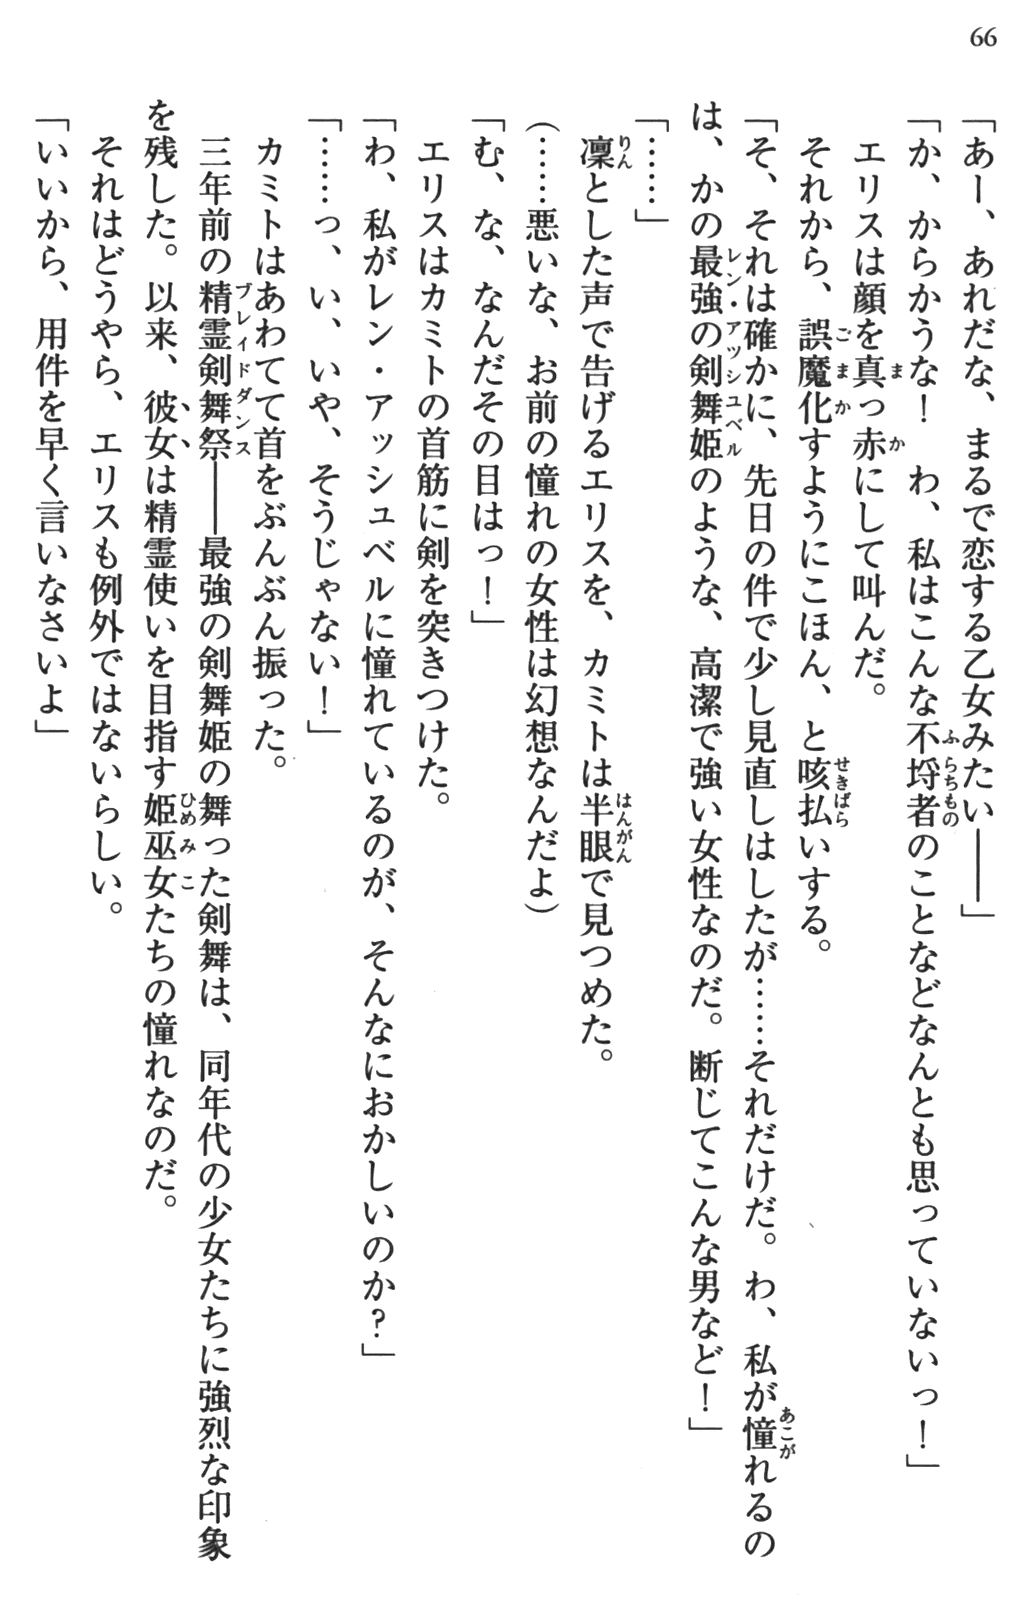 66
「あー、あれだな、まるで恋する乙女みたい――」
「か、からかうな！　わ、私はこんな不埒者のことなどなんとも思っていないっ！」
　エリスは顔を真っ赤にして叫んだ。
　それから、誤魔化すようにこほん、と咳払いする。
「そ、それは確かに、先日の件で少し見直しはしたが……それだけだ。わ、私が憧れるの
は、かの最強の剣舞姫のような、高潔で強い女性なのだ。断じてこんな男など！」
「……」
　凜とした声で告げるエリスを、カミトは半眼で見つめた。
（……悪いな、お前の憧れの女性は幻想なんだよ）
「む、な、なんだその目はっ！」
　エリスはカミトの首筋に剣を突きつけた。
「わ、私がレン・アッシュベルに憧れているのが、そんなにおかしいのか？」
「……っ、い、いや、そうじゃない！」
　カミトはあわてて首をぶんぶん振った。
　三年前の精霊剣舞祭――最強の剣舞姫の舞った剣舞は、同年代の少女たちに強烈な印象
を残した。以来、彼女は精霊使いを目指す姫巫女たちの憧れなのだ。
　それはどうやら、エリスも例外ではないらしい。
「いいから、用件を早く言いなさいよ」